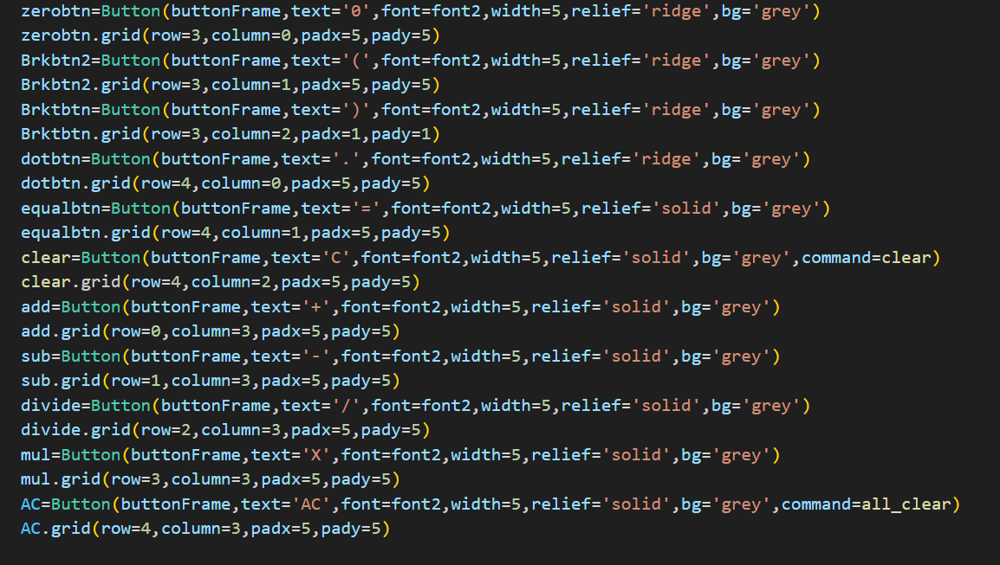 zerobtn=Button(buttonFrame,text='0',font=font2,width=5,relief='ridge',bg='grey')
zerobtn.grid(row=3,column=0,padx=5,pady=5)
Brkbtn2=Button(buttonFrame,text='(',font=font2,width=5,relief='ridge',bg='grey')
Brkbtn2.grid(row=3,column=1,padx=5,pady=5)
Brktbtn=Button(buttonFrame,text=')',font=font2,width=5,relief='ridge',bg='grey')
Brktbtn.grid(row=3,column=2,padx=1,pady=1)
dotbtn=Button(buttonFrame,text='.',font=font2,width=5,relief='ridge',bg='grey')
dotbtn.grid(row=4,column=0,padx=5,pady=5)
equalbtn=Button(buttonFrame,text='=',font=font2,width=5,relief='solid',bg='grey')
equalbtn.grid(row=4,column=1,padx=5,pady=5)
clear=Button(buttonFrame,text='C',font=font2,width=5,relief='solid',bg='grey',command=clear)
clear.grid(row=4,column=2,padx=5,pady=5)
add=Button(buttonFrame,text='+',font=font2,width=5,relief='solid',bg='grey')
add.grid(row=0,column=3,padx=5,pady=5)
sub=Button(buttonFrame,text='-',font=font2,width=5,relief='solid',bg='grey')
sub.grid(row=1,column=3,padx=5,pady=5)
divide=Button(buttonFrame,text='/',font=font2,width=5,relief='solid',bg='grey')
divide.grid(row=2,column=3,padx=5,pady=5)
mul=Button(buttonFrame,text='X',font=font2,width=5,relief='solid',bg='grey')
mul.grid(row=3,column=3,padx=5,pady=5)
AC=Button(buttonFrame,text='AC',font=font2,width=5,relief='solid',bg='grey',command=all_clear)
AC.grid(row=4,column=3,padx=5,pady=5)